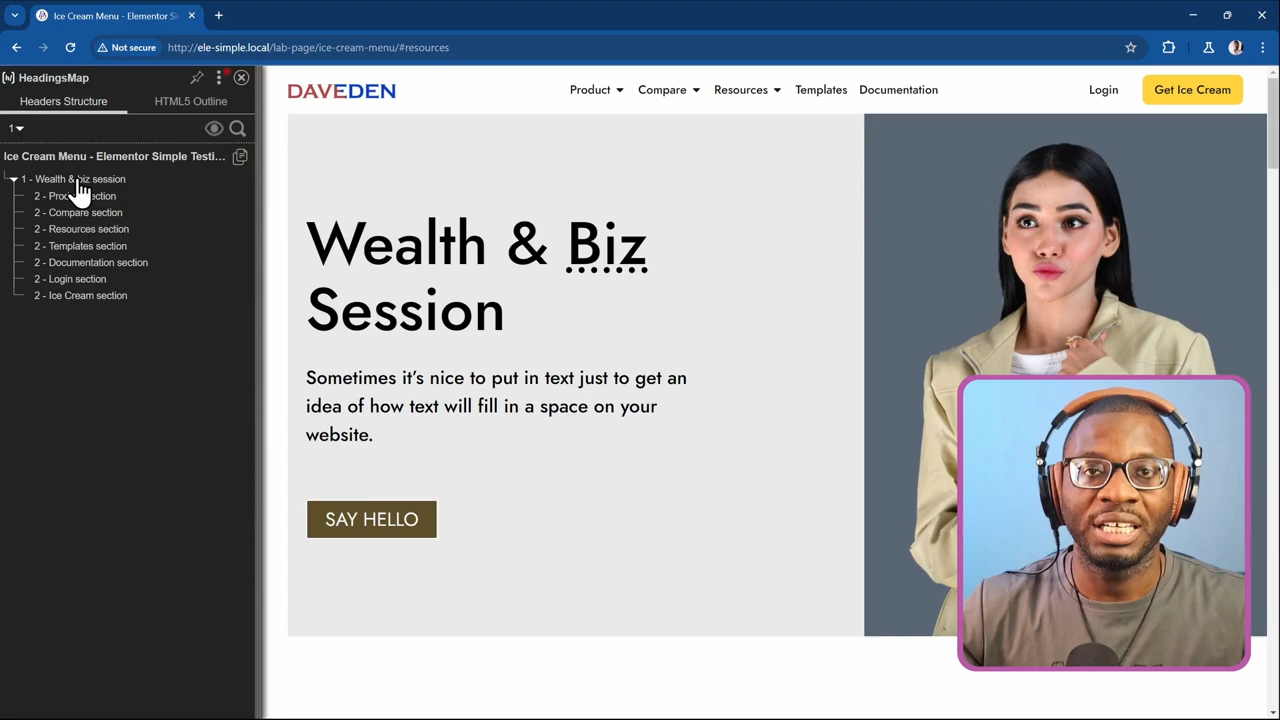 Ice Cream Menu - Elementor Si
Not secure
http://ele-simple.local/lab-page/ice-cream-menu/#resources
HeadingsMap
Headers Structure
HTML5 Outline
1
Ice Cream Menu - Elementor Simple Testi...
1 - Wealth & biz session
2 - Pro ection
2 - Compare section
2 - Resources section
2 - Templates section
2 - Documentation section
2 - Login section
2 - Ice Cream section
DAVEDEN
Product
Compare
Resources
Templates
Documentation
Login
Get Ice Cream
Wealth & Biz
Session
Sometimes it’s nice to put in text just to get an
idea of how text will fill in a space on your
website.
SAY HELLO